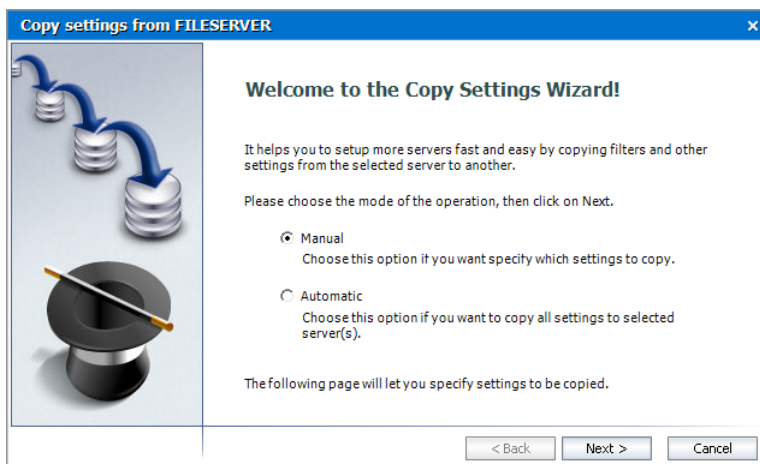 Copy settings from FILESERVER
Welcome to the Copy Settings Wizard!
It helps you to setup more servers fast and easy by copying filters and other
settings from the selected server to another.
Please choose the mode of the operation, then click on Next.
Manual
Choose this option if you want specify which settings to copy.
Automatic
Choose this option if you want to copy all settings to selected
server(s).
The following page will let you specify settings to be copied.
< Back Next > Cancel